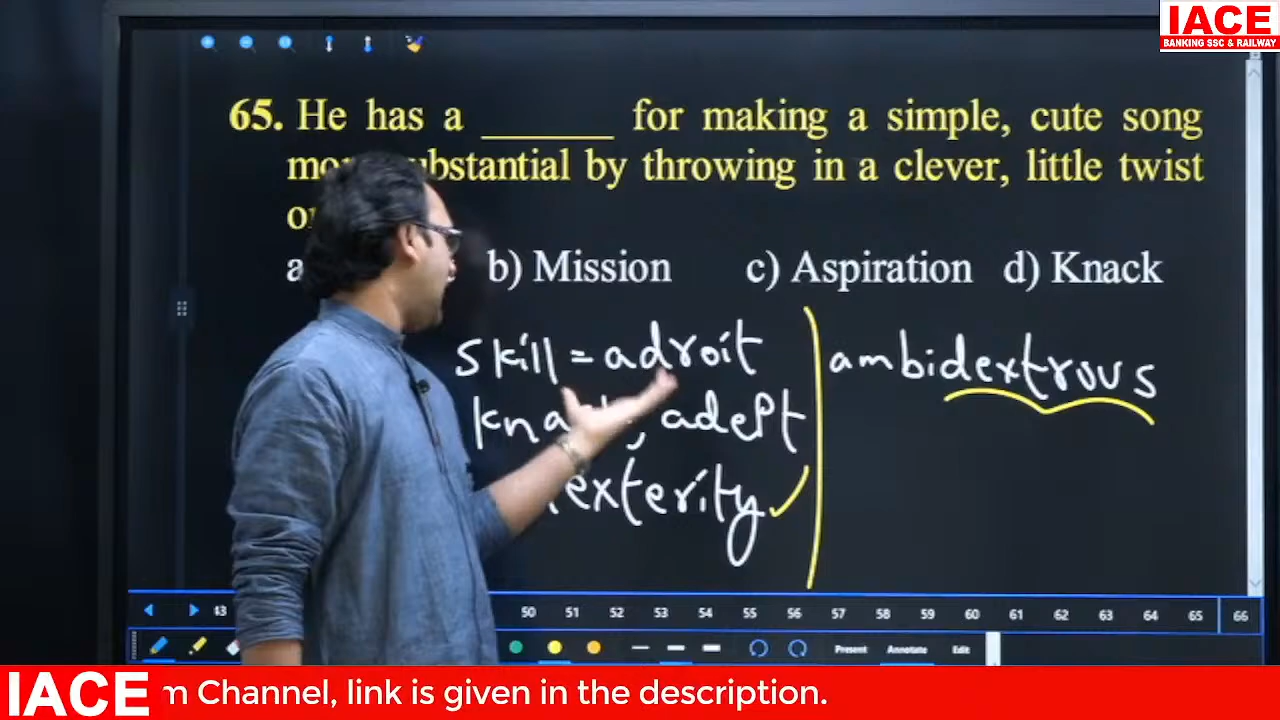 IACE
BANKING SSC & RAILWAY
65. He has a ______ for making a simple, cute song
substantial by throwing in a clever, little twist
b) Mission c) Aspiration d) Knack
skill = adroit
adept
ambidextrous
43 50 51 52 53 54 55 56 57 58 59 60 61 62 63 64 65 66
Present Annotate Edit
IACE
m Channel, link is given in the description.